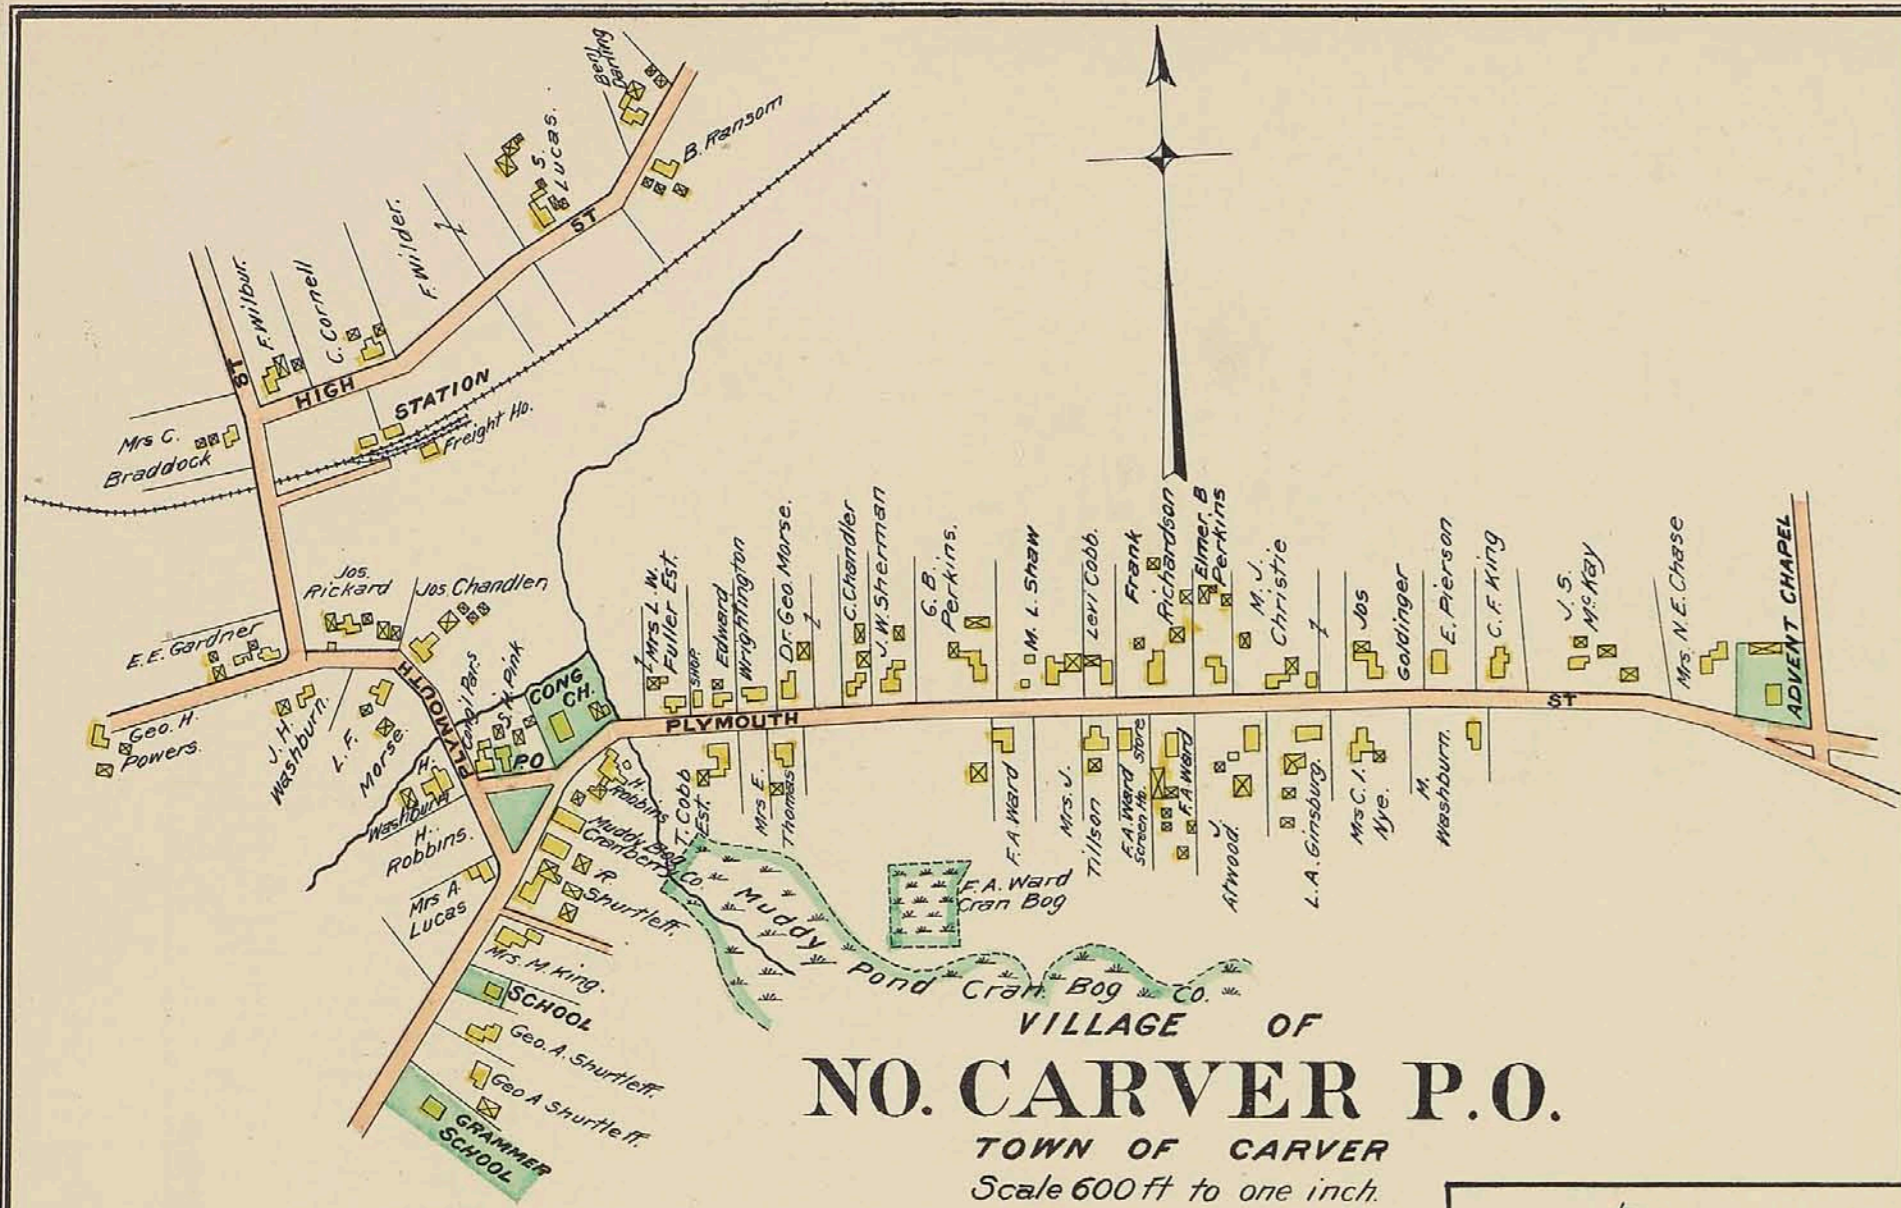 Benj.
Darling
B. Ransom
S.
Lucas.
ST
F. Wilder.
C. Cornell
F. Wilbur.
ST
HIGH
STATION
Freight Ho.
Mrs C.
Braddock
Jos.
Rickard
Jos. Chandler
E. E. Gardner
Geo. H.
Powers.
J. H.
Washburn.
L. F.
Morse.
PLYMOUTH
Cong'l Pars
S. H. Pink
CONG
CH.
P.O
H.
Washburn
H.
Robbins.
Mrs A.
Lucas
H.
Robbins
Muddy Bog
Cranberry Co.
R.
Shurtleff.
Mrs. M. King.
SCHOOL
Geo. A. Shurtleff.
Geo A Shurtleff.
GRAMMER
SCHOOL
Mrs L. W.
Fuller Est.
SHOP
Edward
Wrightington
Dr. Geo. Morse.
C. Chandler
J. W. Sherman
G. B.
Perkins.
M. L. Shaw
Levi Cobb.
Frank
Richardson
Elmer B
Perkins
M. J.
Christie
Jos
Goldinger
E. Pierson
C. F. King
J. S.
McKay
Mrs. N. E. Chase
ADVENT CHAPEL
PLYMOUTH
ST
T. Cobb
Est.
Mrs E.
Thomas
F. A Ward
Mrs. J.
Tillson
F. A. Ward
Screen Ho.
Store
F. A. Ward
J.
Atwood.
L. A. Ginsburg.
Mrs C. I.
Nye.
M.
Washburn.
F. A. Ward
Cran Bog
Muddy Pond Cran. Bog Co.
VILLAGE OF
NO. CARVER P.O.
TOWN OF CARVER
Scale 600 ft to one inch.